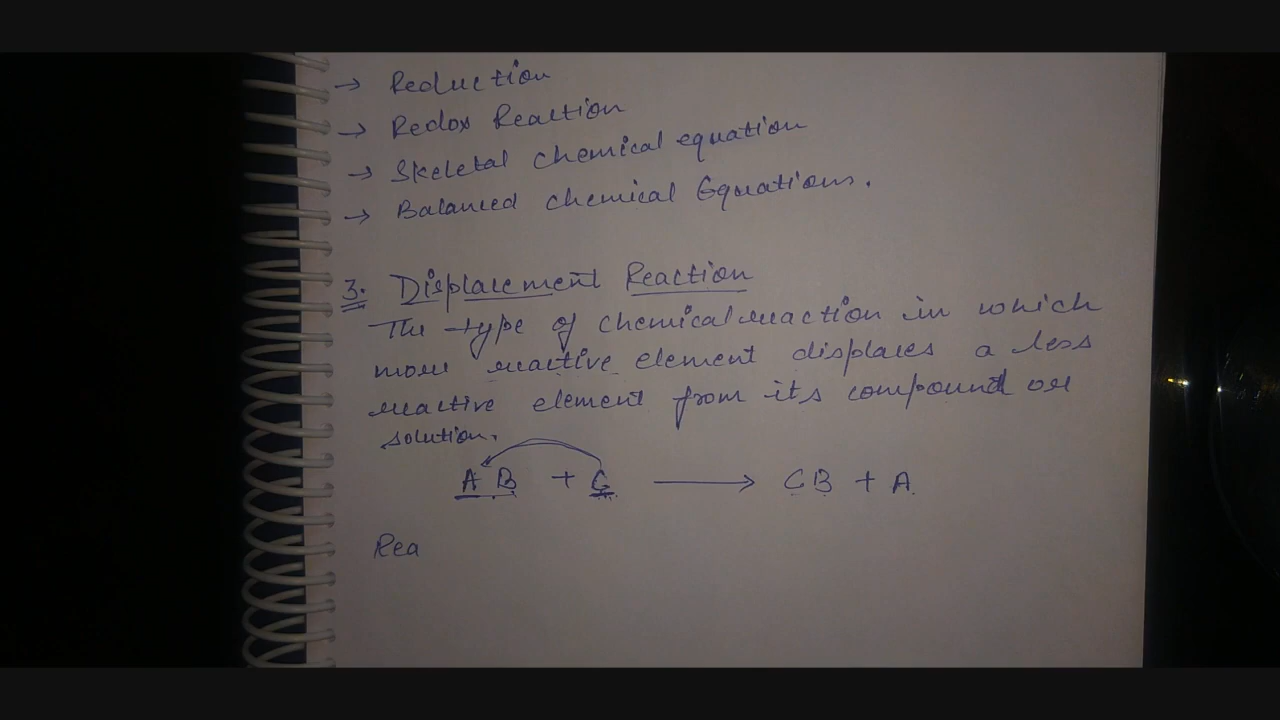 → Reduction
→ Redox Reaction
→ Skeletal chemical equation
→ Balanced chemical Equations.
3. Displacement Reaction
The type of chemical reaction in which
more reactive element displaces a less
reactive element from its compound or
solution.
AB + C → CB + A.
Rea